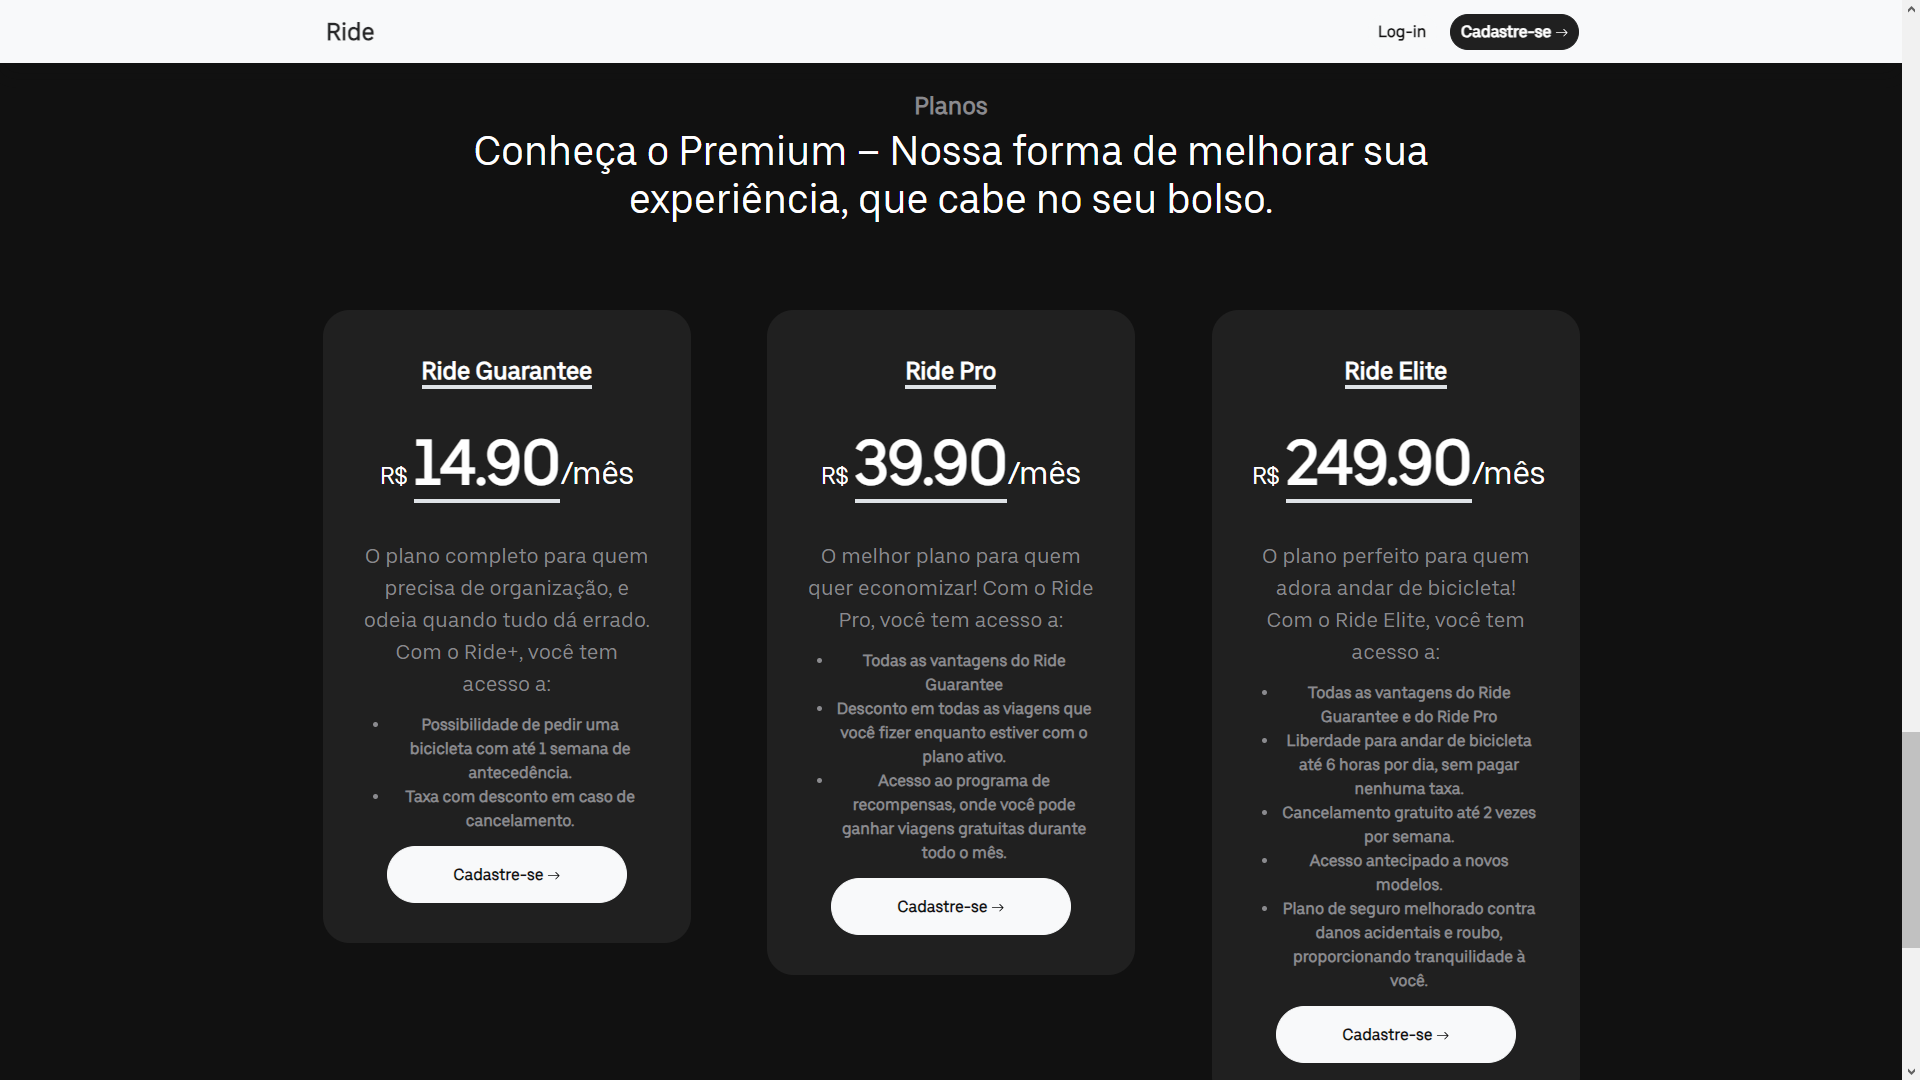 Ride
Log-in
Cadastre-se →
Planos
Conheça o Premium – Nossa forma de melhorar sua
experiência, que cabe no seu bolso.
Ride Guarantee
R$ 14.90/mês
O plano completo para quem
precisa de organização, e
odeia quando tudo dá errado.
Com o Ride+, você tem
acesso a:
• Possibilidade de pedir uma
bicicleta com até 1 semana de
antecedência.
• Taxa com desconto em caso de
cancelamento.
Cadastre-se →
Ride Pro
R$ 39.90/mês
O melhor plano para quem
quer economizar! Com o Ride
Pro, você tem acesso a:
• Todas as vantagens do Ride
Guarantee
• Desconto em todas as viagens que
você fizer enquanto estiver com o
plano ativo.
• Acesso ao programa de
recompensas, onde você pode
ganhar viagens gratuitas durante
todo o mês.
Cadastre-se →
Ride Elite
R$ 249.90/mês
O plano perfeito para quem
adora andar de bicicleta!
Com o Ride Elite, você tem
acesso a:
• Todas as vantagens do Ride
Guarantee e do Ride Pro
• Liberdade para andar de bicicleta
até 6 horas por dia, sem pagar
nenhuma taxa.
• Cancelamento gratuito até 2 vezes
por semana.
• Acesso antecipado a novos
modelos.
• Plano de seguro melhorado contra
danos acidentais e roubo,
proporcionando tranquilidade à
você.
Cadastre-se →